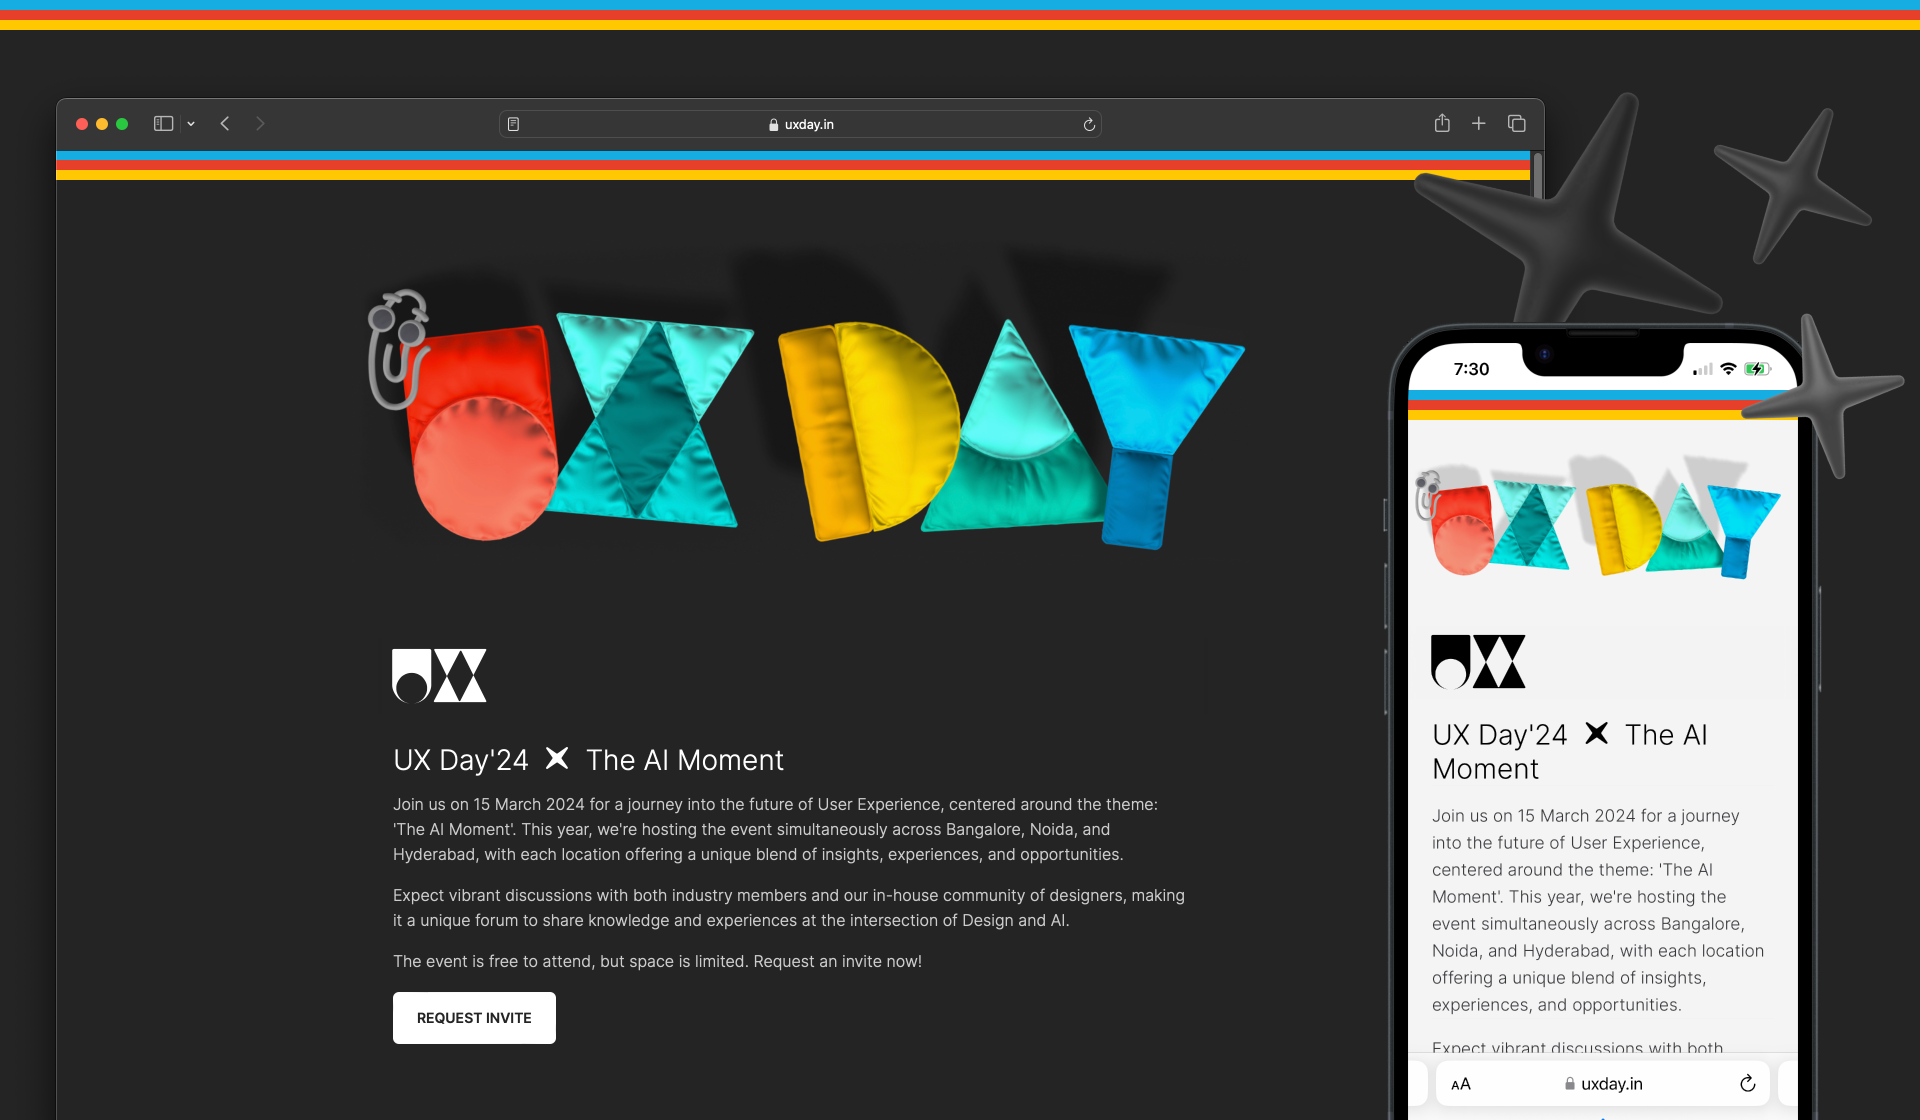 uxday.in
UX DAY
UX
UX Day'24 The AI Moment
Join us on 15 March 2024 for a journey into the future of User Experience, centered around the theme:
'The AI Moment'. This year, we're hosting the event simultaneously across Bangalore, Noida, and
Hyderabad, with each location offering a unique blend of insights, experiences, and opportunities.
Expect vibrant discussions with both industry members and our in-house community of designers, making
it a unique forum to share knowledge and experiences at the intersection of Design and AI.
The event is free to attend, but space is limited. Request an invite now!
REQUEST INVITE
7:30
UX DAY
UX
UX Day'24 The AI
Moment
Join us on 15 March 2024 for a journey
into the future of User Experience,
centered around the theme: 'The AI
Moment'. This year, we're hosting the
event simultaneously across Bangalore,
Noida, and Hyderabad, with each location
offering a unique blend of insights,
experiences, and opportunities.
Expect vibrant discussions with both
AA uxday.in